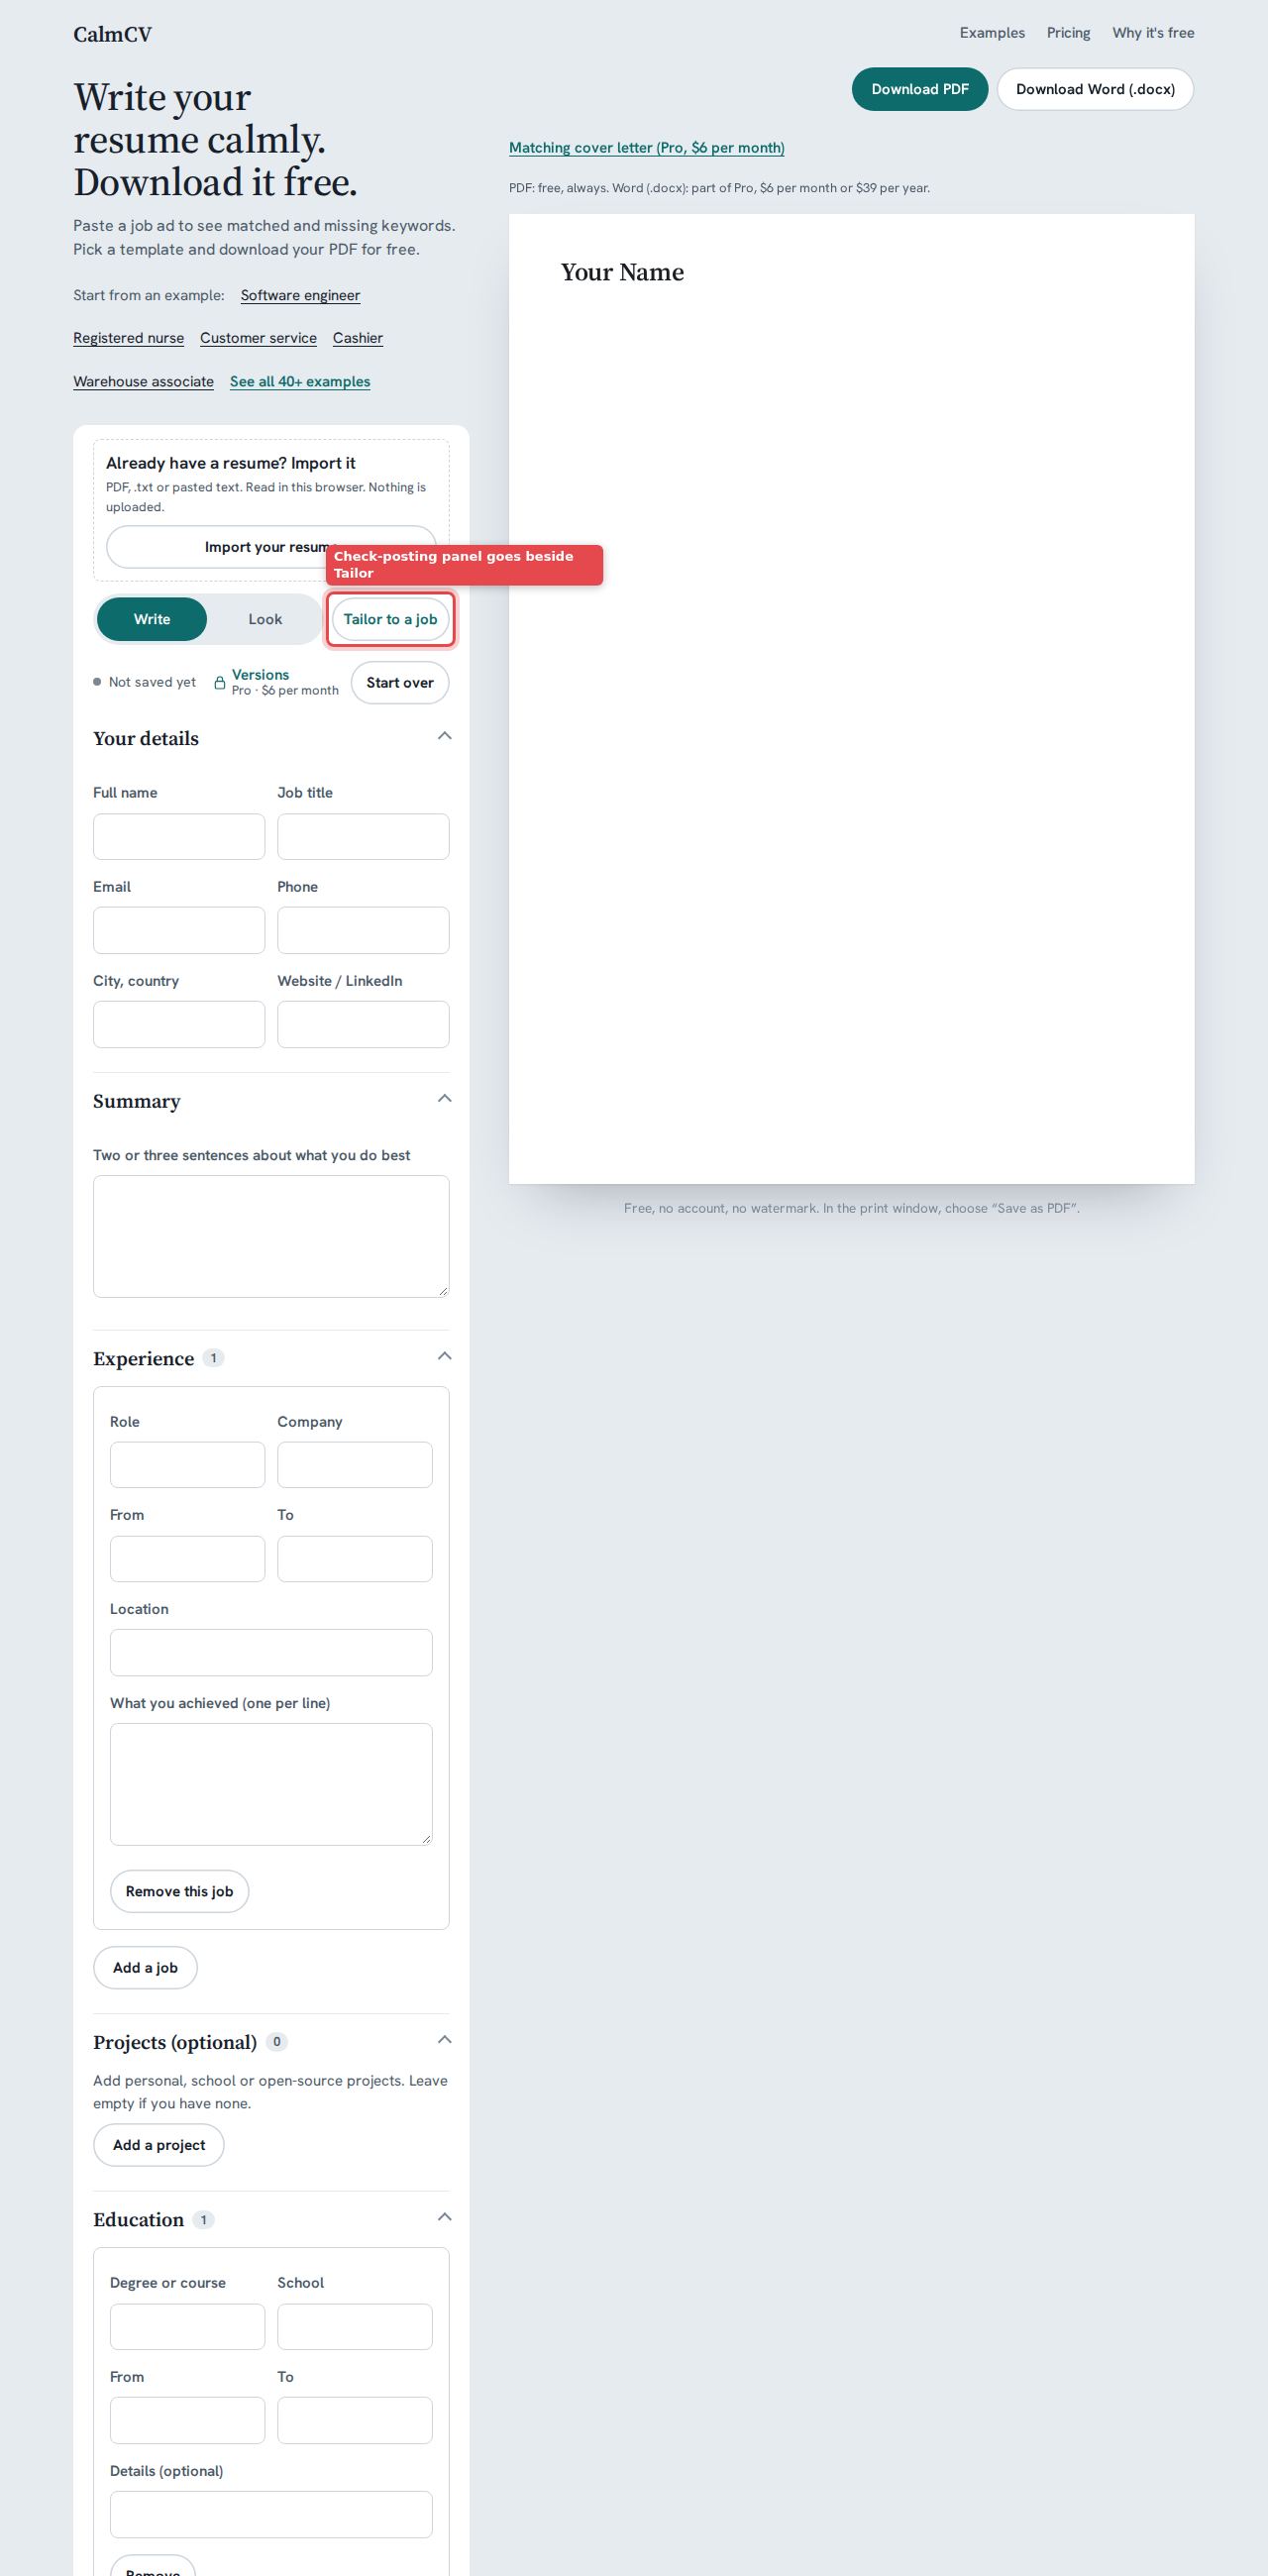 CalmCV
Examples
Pricing
Why it's free
Write your
resume calmly.
Download it free.
Paste a job ad to see matched and missing keywords.
Pick a template and download your PDF for free.
Start from an example: Software engineer
Registered nurse Customer service Cashier
Warehouse associate See all 40+ examples
Download PDF
Download Word (.docx)
Matching cover letter (Pro, $6 per month)
PDF: free, always. Word (.docx): part of Pro, $6 per month or $39 per year.
Your Name
Already have a resume? Import it
PDF, .txt or pasted text. Read in this browser. Nothing is
uploaded.
Import your resume
Check-posting panel goes beside
Tailor
Write
Look
Tailor to a job
Not saved yet
Versions
Pro · $6 per month
Start over
Your details
Full name
Job title
Email
Phone
City, country
Website / LinkedIn
Summary
Two or three sentences about what you do best
Free, no account, no watermark. In the print window, choose “Save as PDF”.
Experience 1
Role
Company
From
To
Location
What you achieved (one per line)
Remove this job
Add a job
Projects (optional) 0
Add personal, school or open-source projects. Leave
empty if you have none.
Add a project
Education 1
Degree or course
School
From
To
Details (optional)
Remove